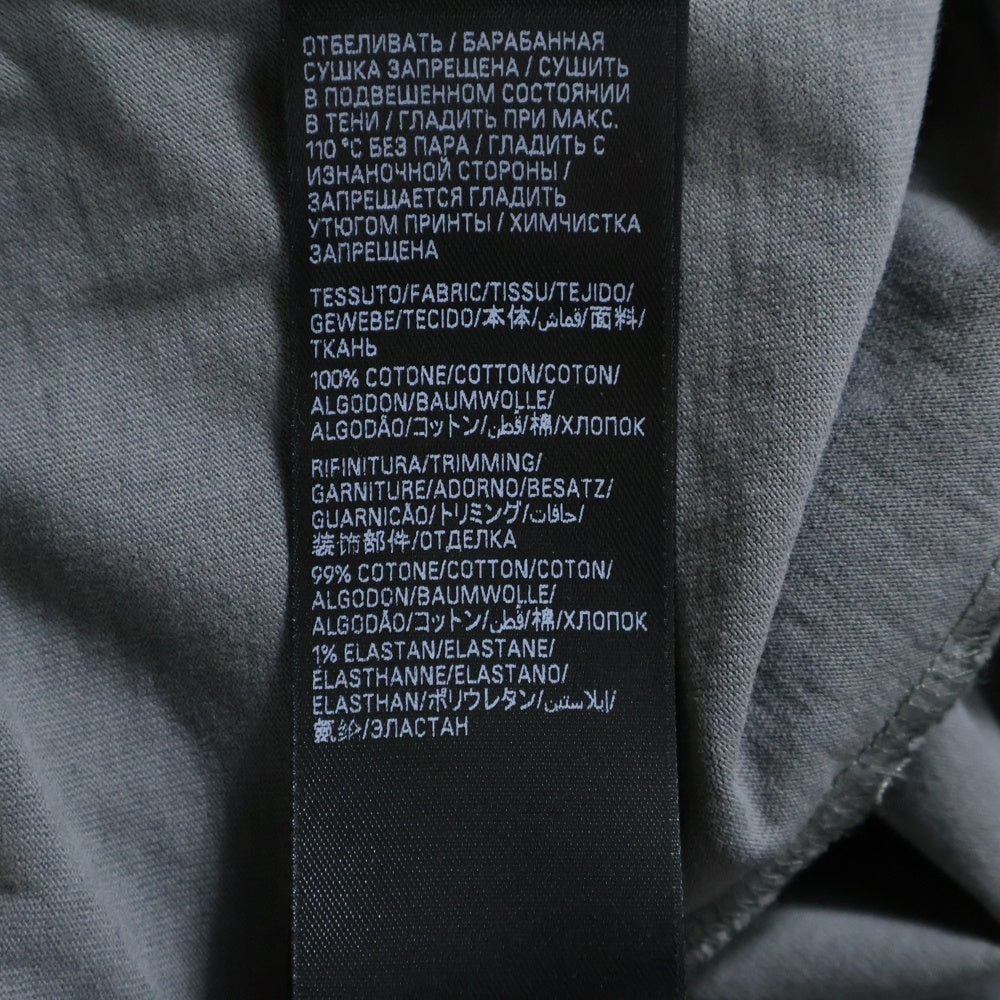 ОТБЕЛИВАТЬ / БАРАБАННАЯ
СУШКА ЗАПРЕЩЕНА / СУШИТЬ
В ПОДВЕШЕННОМ СОСТОЯНИИ
В ТЕНИ / ГЛАДИТЬ ПРИ МАКС.
110 °C БЕЗ ПАРА / ГЛАДИТЬ С
ИЗНАНОЧНОЙ СТОРОНЫ /
ЗАПРЕЩАЕТСЯ ГЛАДИТЬ
УТЮГОМ ПРИНТЫ / ХИМЧИСТКА
ЗАПРЕЩЕНА
TESSUTO/FABRIC/TISSU/TEJIDO/
GEWEBE/TECIDO/本体/قماش/面料/
ТКАНЬ
100% COTONE/COTTON/COTON/
ALGODON/BAUMWOLLE/
ALGODÃO/コットン/قطن/棉/ХЛОПОК
RIFINITURA/TRIMMING/
GARNITURE/ADORNO/BESATZ/
GUARNICÃO/トリミング/حافات/
装饰部件/ОТДЕЛКА
99% COTONE/COTTON/COTON/
ALGODON/BAUMWOLLE/
ALGODÃO/コットン/قطن/棉/ХЛОПОК
1% ELASTAN/ELASTANE/
ELASTHANNE/ELASTANO/
ELASTHAN/ポリウレタン/إيلاستين/
氨纶/ЭЛАСТАН